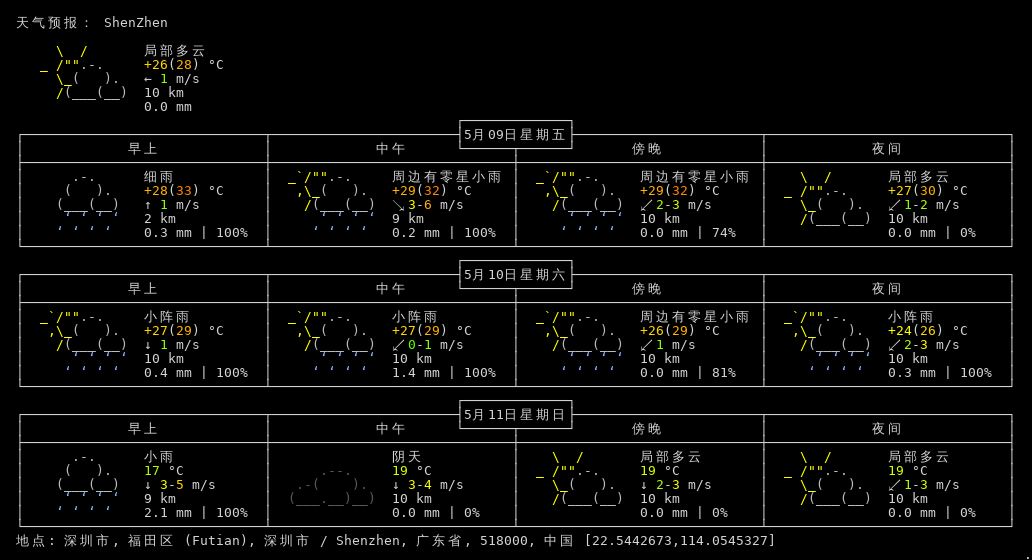 天气预报： ShenZhen
局部多云
+26(28) °C
← 1 m/s
10 km
0.0 mm
5月09日星期五
早上 中午 傍晚 夜间
细雨 周边有零星小雨 周边有零星小雨 局部多云
+28(33) °C +29(32) °C +29(32) °C +27(30) °C
↑ 1 m/s ↘ 3-6 m/s ↙ 2-3 m/s ↙ 1-2 m/s
2 km 9 km 10 km 10 km
0.3 mm | 100% 0.2 mm | 100% 0.0 mm | 74% 0.0 mm | 0%
5月10日星期六
早上 中午 傍晚 夜间
小阵雨 小阵雨 周边有零星小雨 小阵雨
+27(29) °C +27(29) °C +26(29) °C +24(26) °C
↓ 1 m/s ↙ 0-1 m/s ↙ 1 m/s ↙ 2-3 m/s
10 km 10 km 10 km 10 km
0.4 mm | 100% 1.4 mm | 100% 0.0 mm | 81% 0.3 mm | 100%
5月11日星期日
早上 中午 傍晚 夜间
小雨 阴天 局部多云 局部多云
17 °C 19 °C 19 °C 19 °C
↓ 3-5 m/s ↓ 3-4 m/s ↓ 2-3 m/s ↙ 1-3 m/s
9 km 10 km 10 km 10 km
2.1 mm | 100% 0.0 mm | 0% 0.0 mm | 0% 0.0 mm | 0%
地点: 深圳市, 福田区 (Futian), 深圳市 / Shenzhen, 广东省, 518000, 中国 [22.5442673,114.0545327]